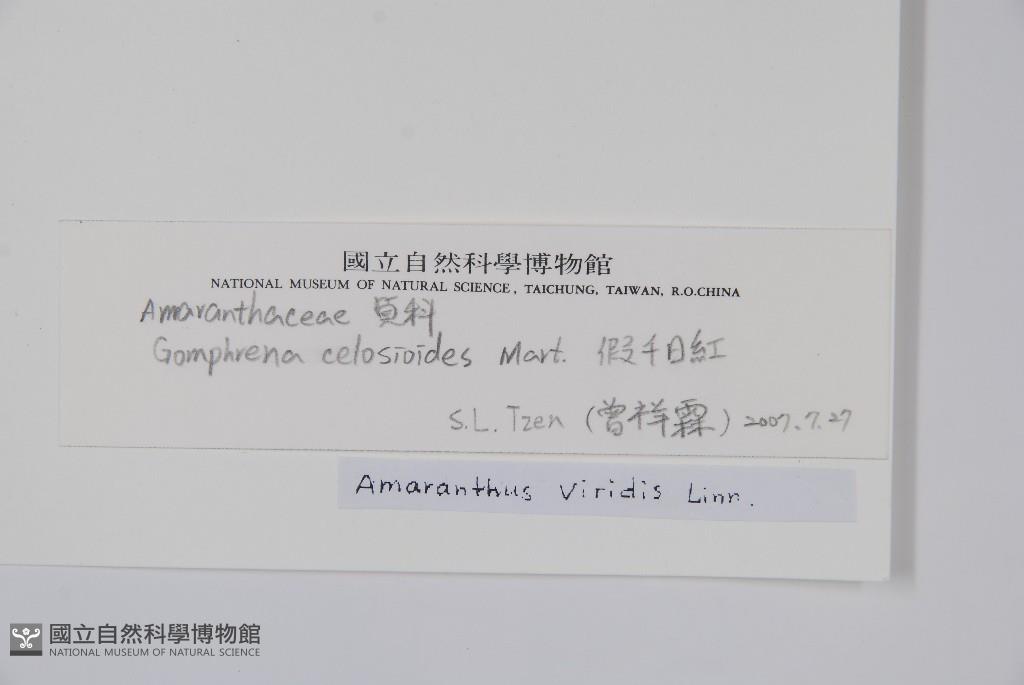 國立自然科學博物館
NATIONAL MUSEUM OF NATURAL SCIENCE, TAICHUNG, TAIWAN, R.O.CHINA
Amaranthaceae 莧科
Gomphrena celosioides Mart. 假千日紅
S.L. Tzen (曾祥霖) 2007.7.27
Amaranthus viridis Linn.
國立自然科學博物館
NATIONAL MUSEUM OF NATURAL SCIENCE